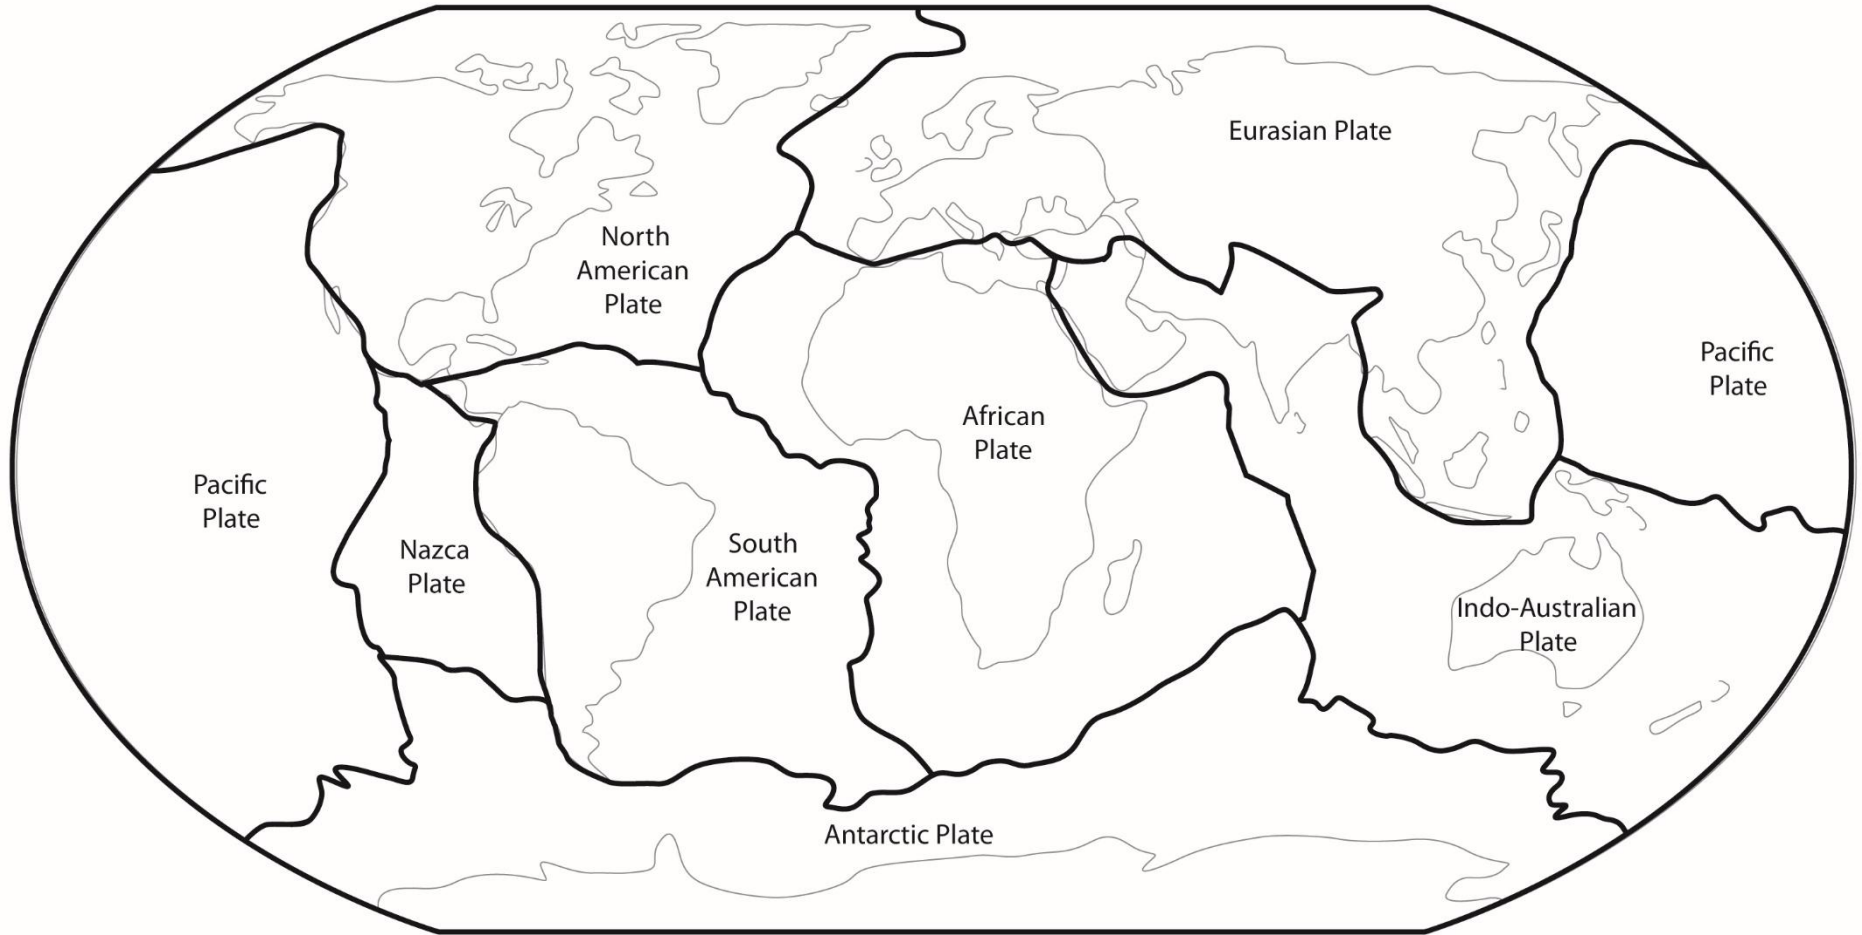 Eurasian Plate
North
American
Plate
Pacific
Plate
African
Plate
Pacific
Plate
Nazca
Plate
South
American
Plate
Indo-Australian
Plate
Antarctic Plate